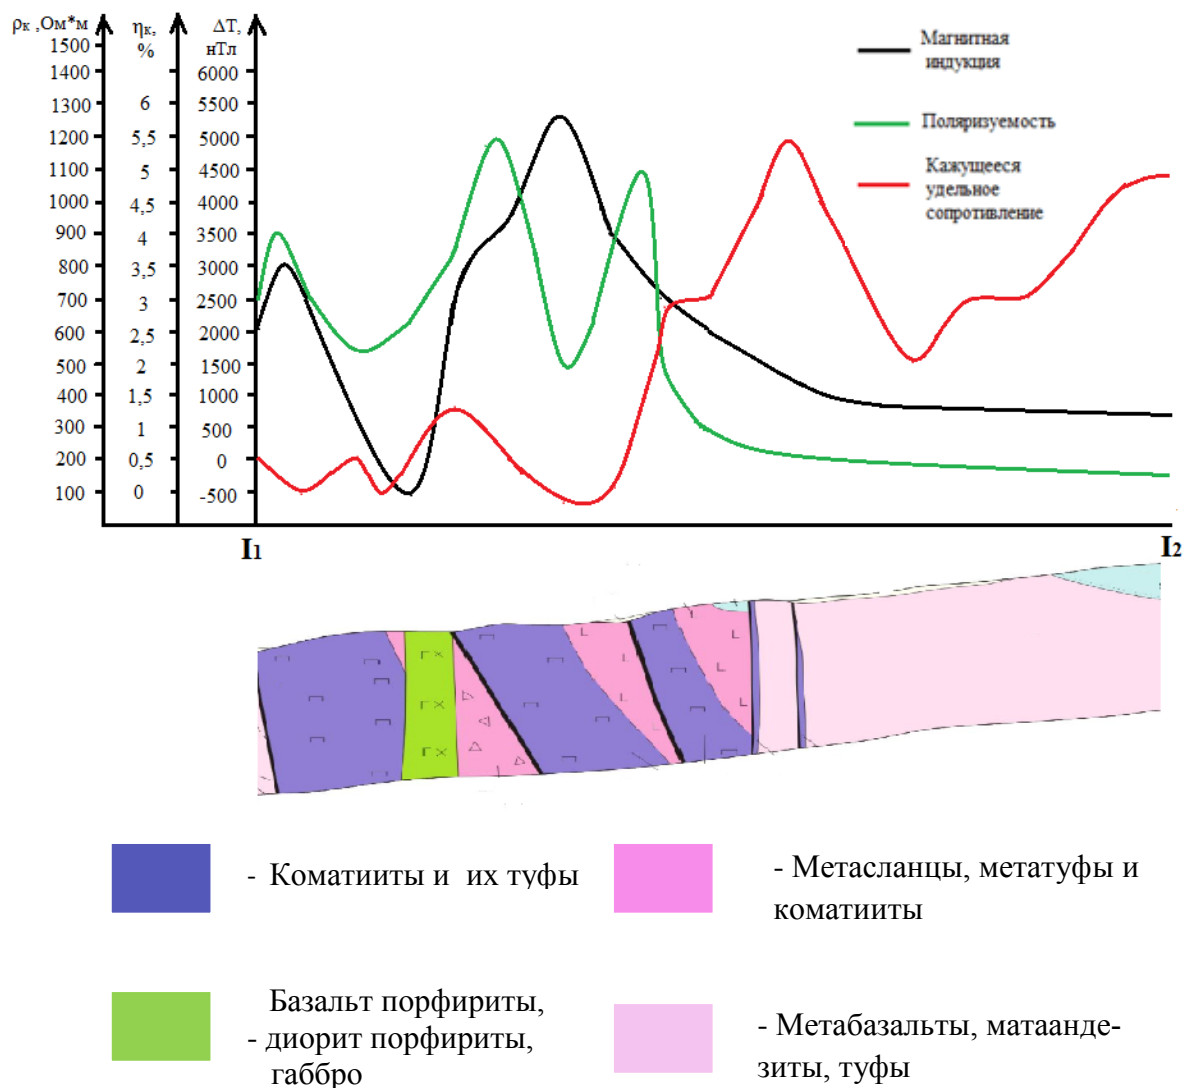 ρк ,Ом*м
ηк,
%
ΔТ,
нТл
1500
1400
1300
1200
1100
1000
900
800
700
600
500
400
300
200
100
6
5,5
5
4,5
4
3,5
3
2,5
2
1,5
1
0,5
0
6000
5500
5000
4500
4000
3500
3000
2500
2000
1500
1000
500
0
-500
Магнитная
индукция
Поляризуемость
Кажущееся
удельное
сопротивление
I1
I2
- Коматииты и их туфы
- Метасланцы, метатуфы и
коматииты
Базальт порфириты,
- диорит порфириты,
габбро
- Метабазальты, матаанде-
зиты, туфы